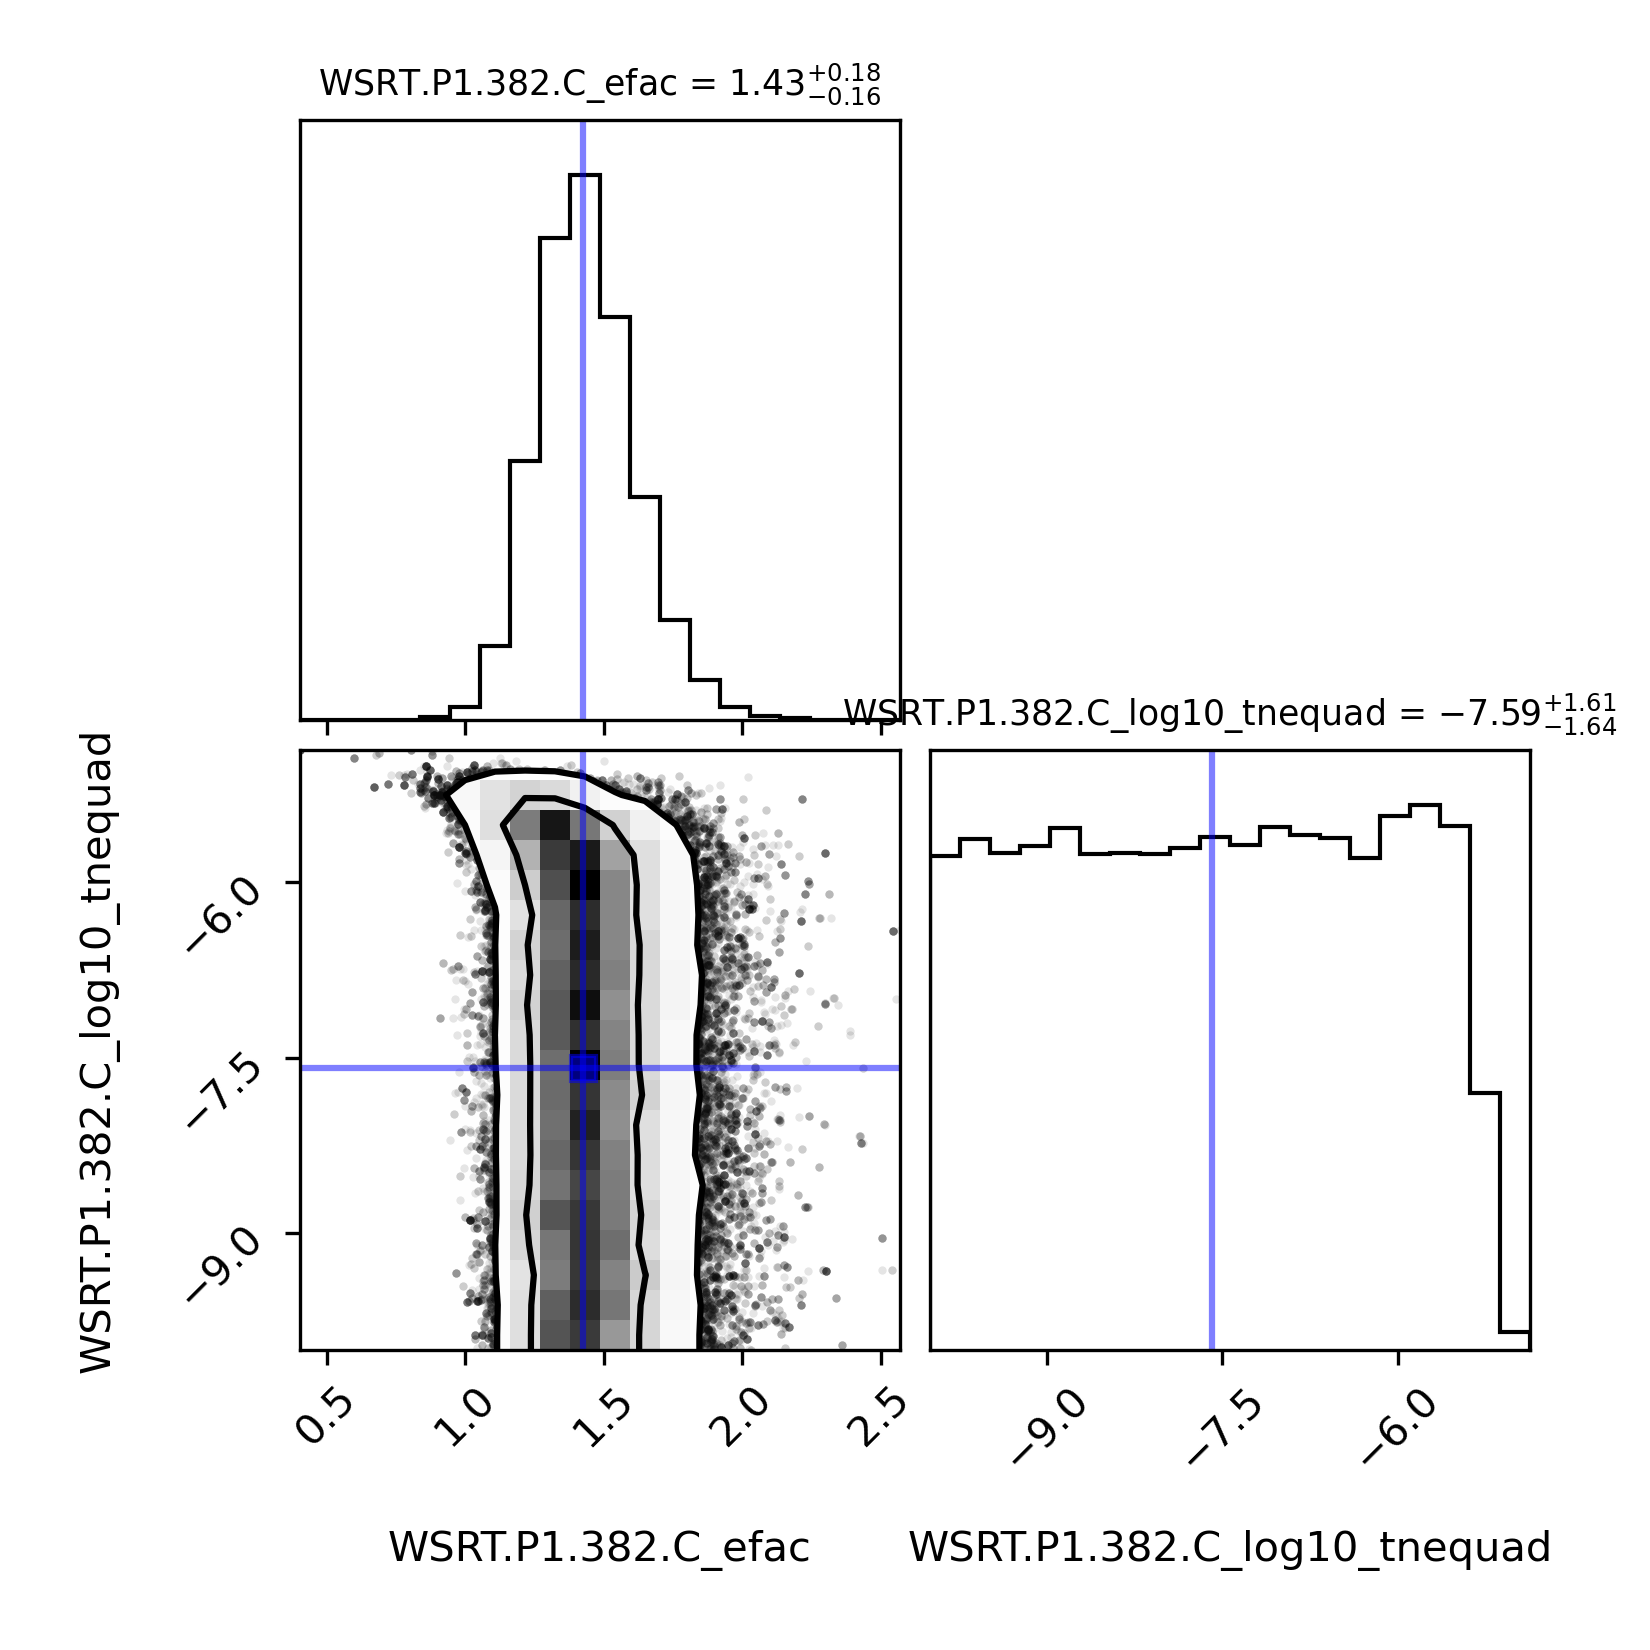 WSRT.P1.382.C_efac = 1.43+0.18−0.16
WSRT.P1.382.C_log10_tnequad = −7.59+1.61−1.64
WSRT.P1.382.C_log10_tnequad
−6.0
−7.5
−9.0
0.5 1.0 1.5 2.0 2.5
−9.0 −7.5 −6.0
WSRT.P1.382.C_efac
WSRT.P1.382.C_log10_tnequad